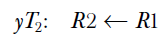 yT₂: R2 ← R1